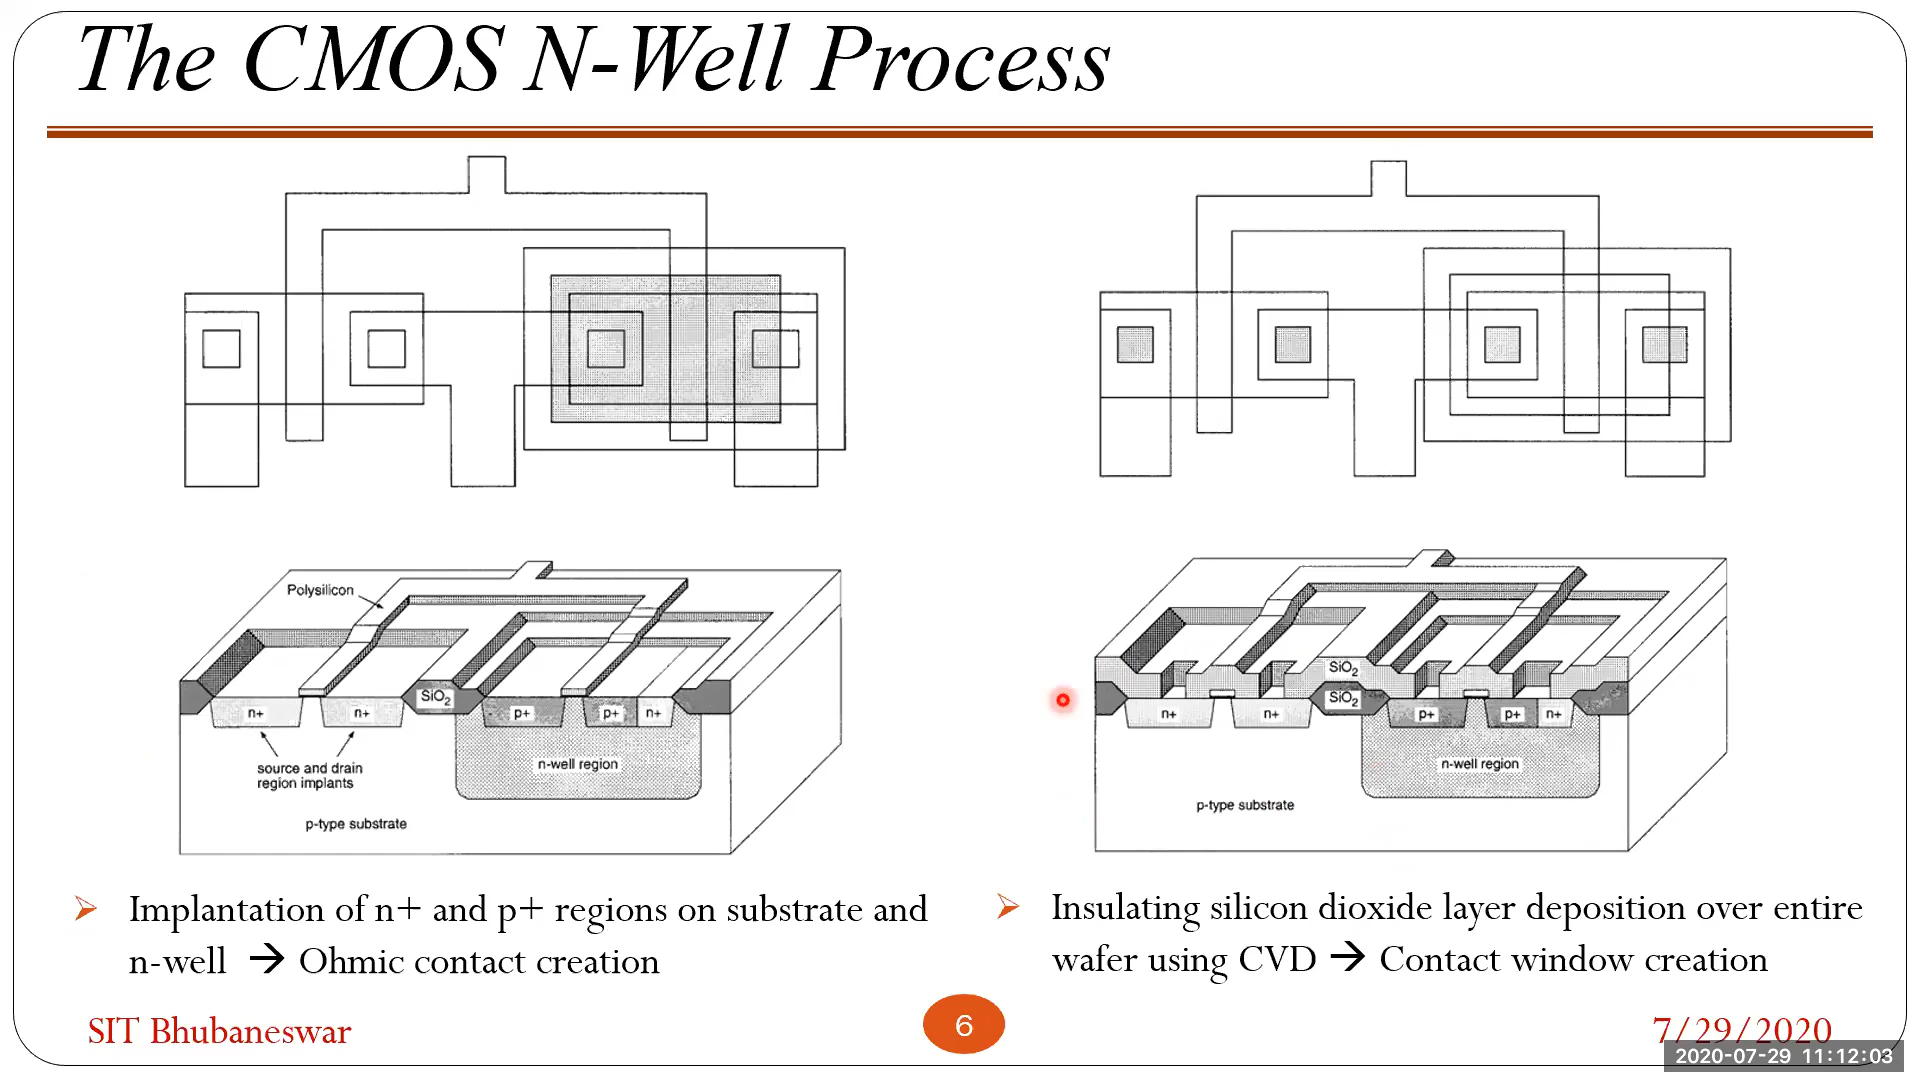 The CMOS N-Well Process
Polysilicon
SiO2
n+ n+ p+ p+ n+
source and drain
region implants
n-well region
p-type substrate
SiO2
SiO2
n+ n+ p+ p+ n+
n-well region
p-type substrate
➢ Implantation of n+ and p+ regions on substrate and
n-well → Ohmic contact creation
➢ Insulating silicon dioxide layer deposition over entire
wafer using CVD → Contact window creation
SIT Bhubaneswar
6
7/29/2020
2020-07-29 11:12:03